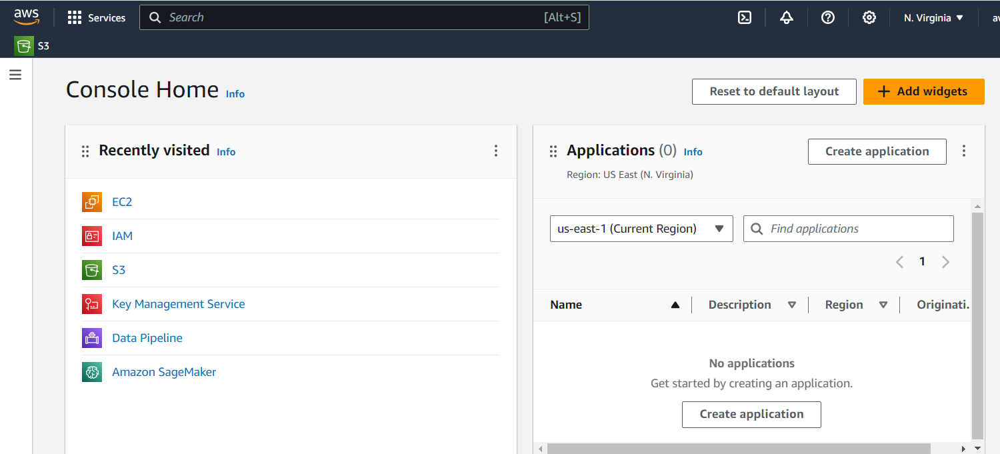 aws
Services
Search [Alt+S]
N. Virginia
S3
Console Home Info
Reset to default layout
Add widgets
Recently visited Info
EC2
IAM
S3
Key Management Service
Data Pipeline
Amazon SageMaker
Applications (0) Info
Create application
Region: US East (N. Virginia)
us-east-1 (Current Region)
Find applications
1
Name Description Region Originati.
No applications
Get started by creating an application.
Create application